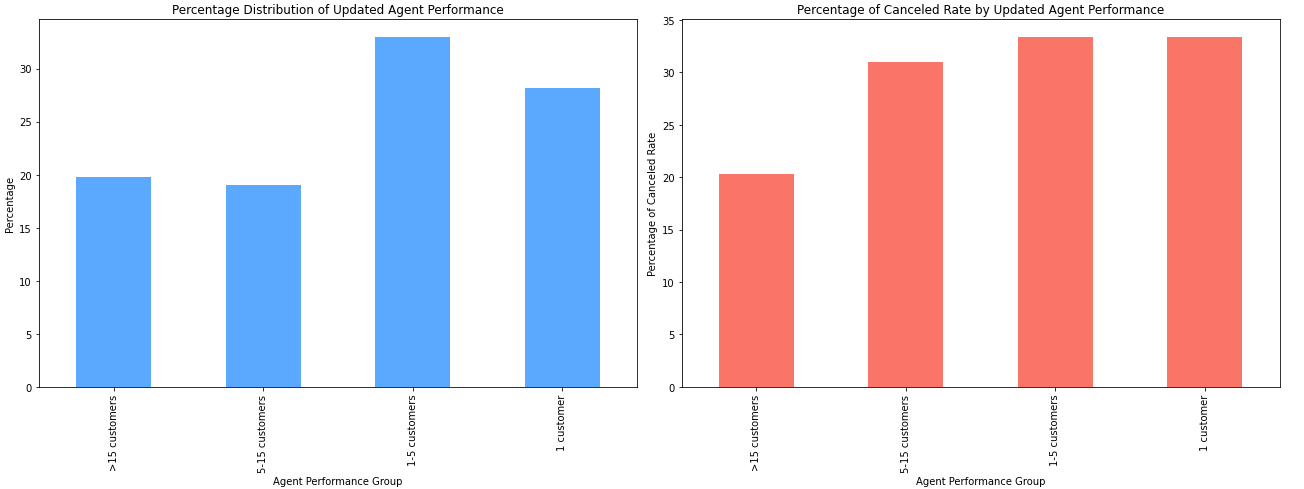 Percentage Distribution of Updated Agent Performance
Percentage
30
25
20
15
10
5
0
>15 customers
5-15 customers
1-5 customers
1 customer
Agent Performance Group
Percentage of Canceled Rate by Updated Agent Performance
Percentage of Canceled Rate
35
30
25
20
15
10
5
0
>15 customers
5-15 customers
1-5 customers
1 customer
Agent Performance Group